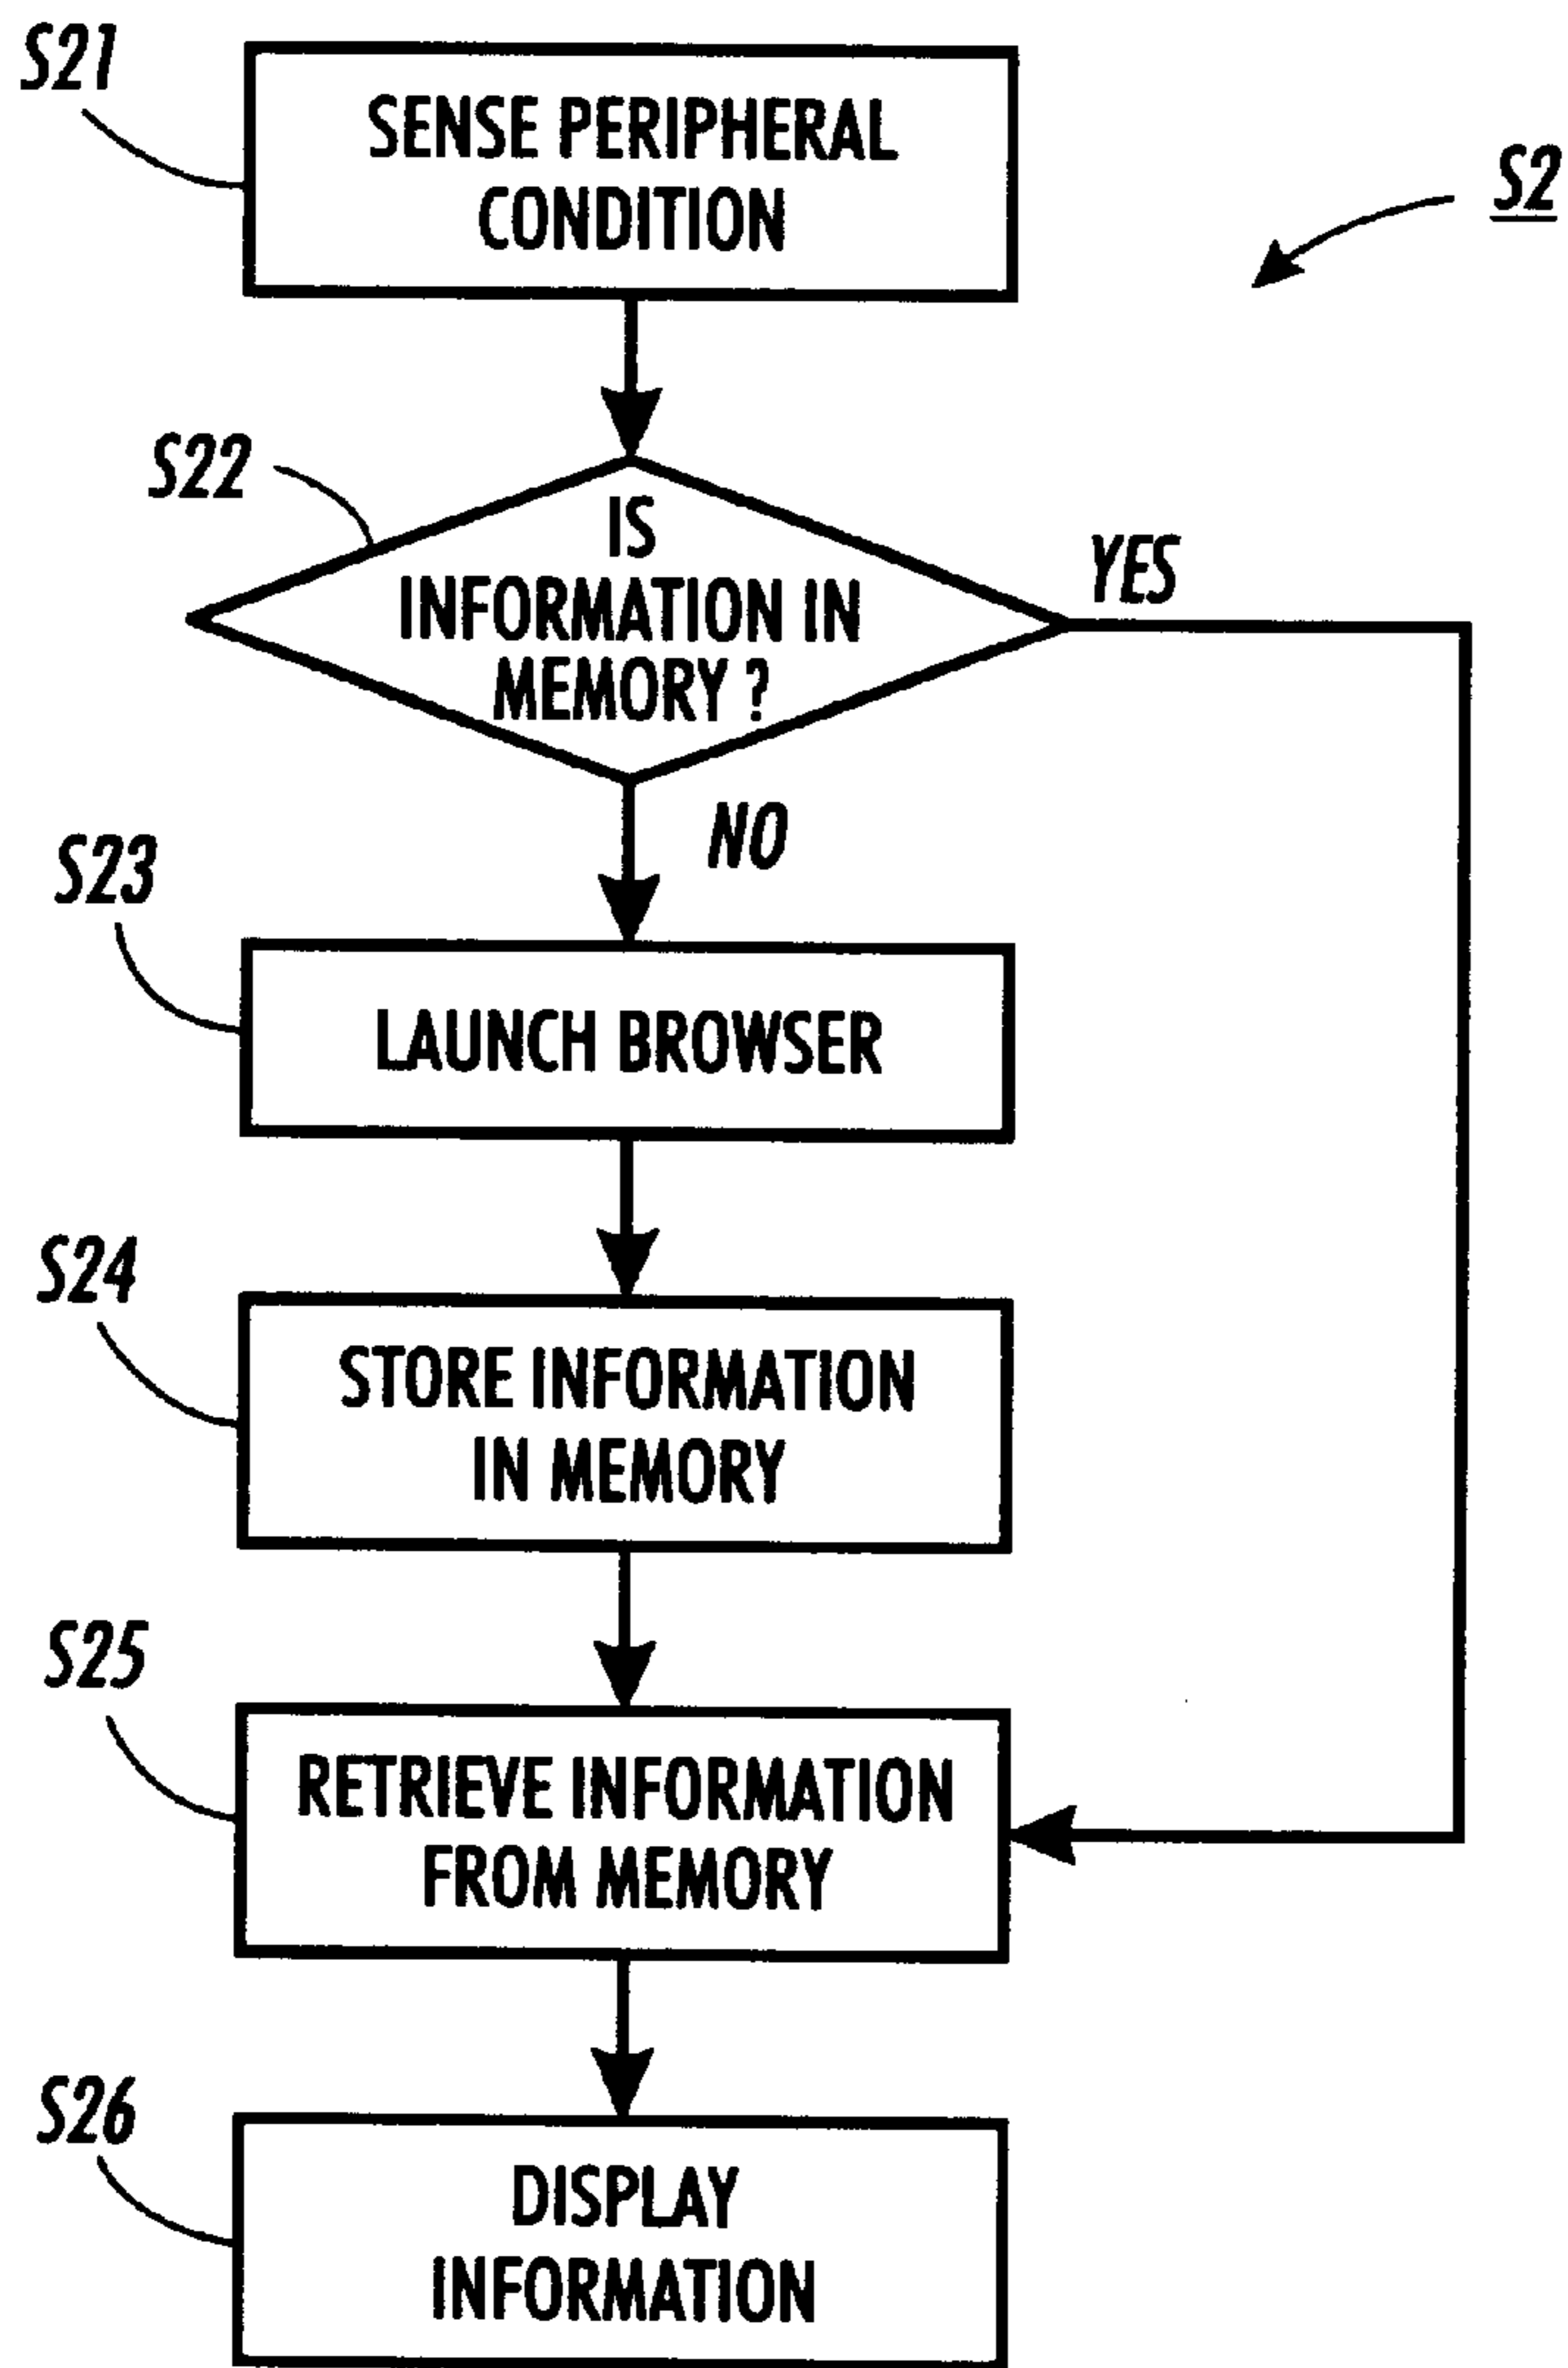 S21
SENSE PERIPHERAL
CONDITION
S2
S22
IS
INFORMATION IN
MEMORY ?
YES
NO
S23
LAUNCH BROWSER
S24
STORE INFORMATION
IN MEMORY
S25
RETRIEVE INFORMATION
FROM MEMORY
S26
DISPLAY
INFORMATION